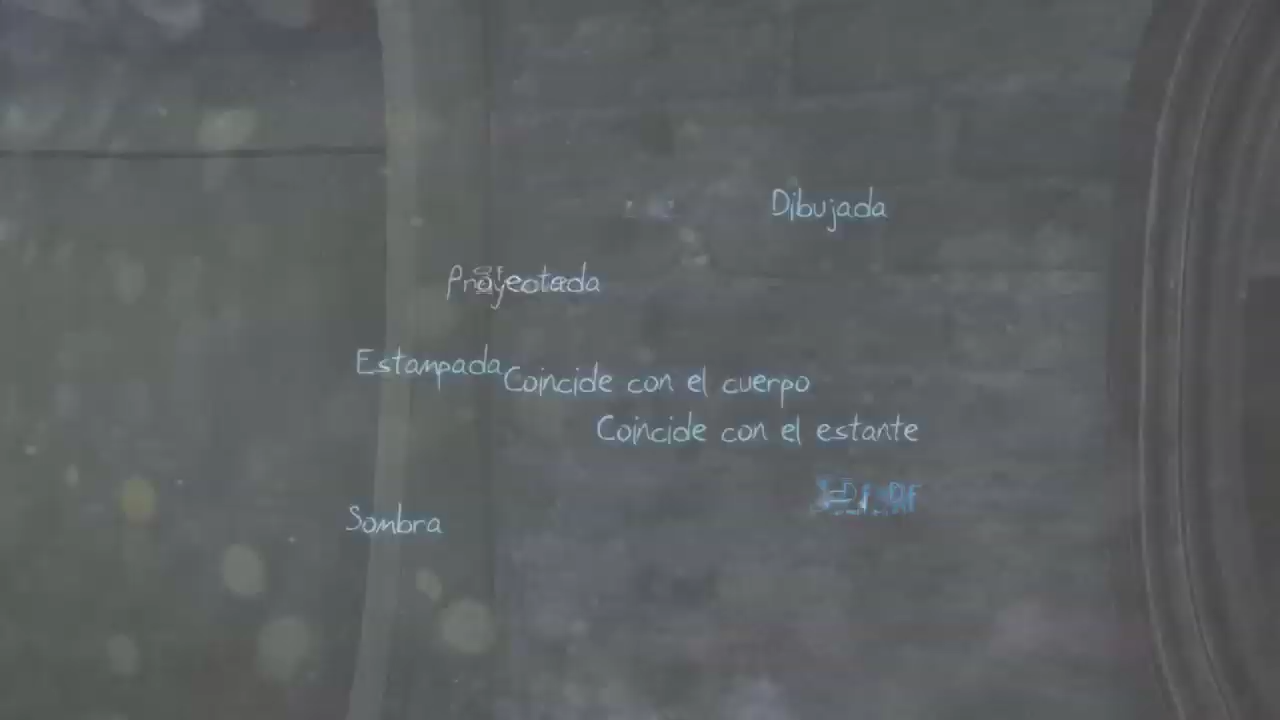 Dibujada
Proyectada
Estampada
Coincide con el cuerpo
Coincide con el estante
Sombra